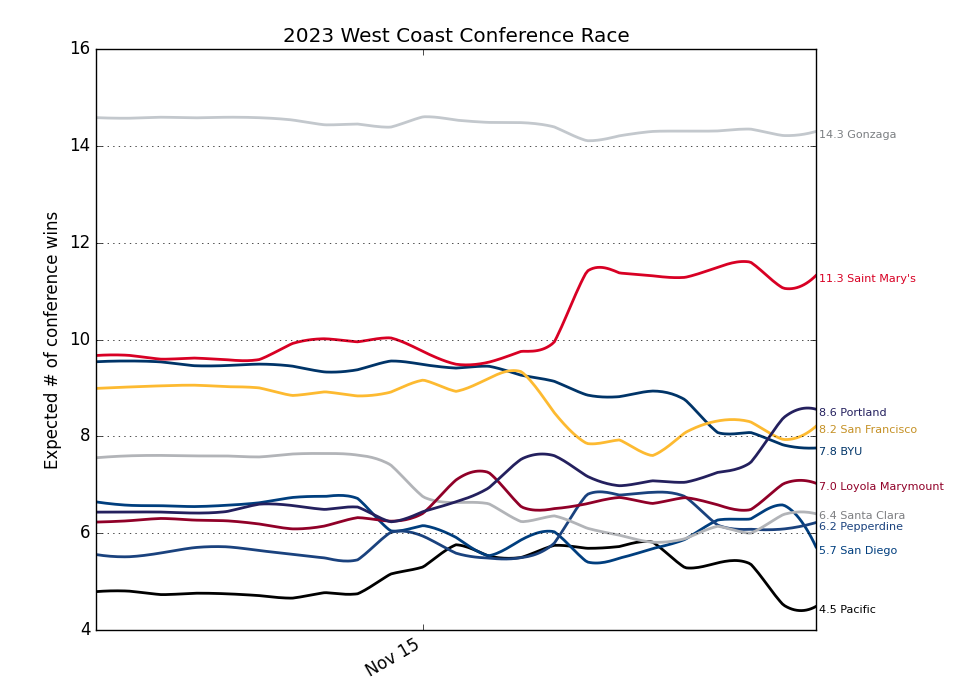 2023 West Coast Conference Race
Expected # of conference wins
16
14
12
10
8
6
4
Nov 15
14.3 Gonzaga
11.3 Saint Mary's
8.6 Portland
8.2 San Francisco
7.8 BYU
7.0 Loyola Marymount
6.4 Santa Clara
6.2 Pepperdine
5.7 San Diego
4.5 Pacific